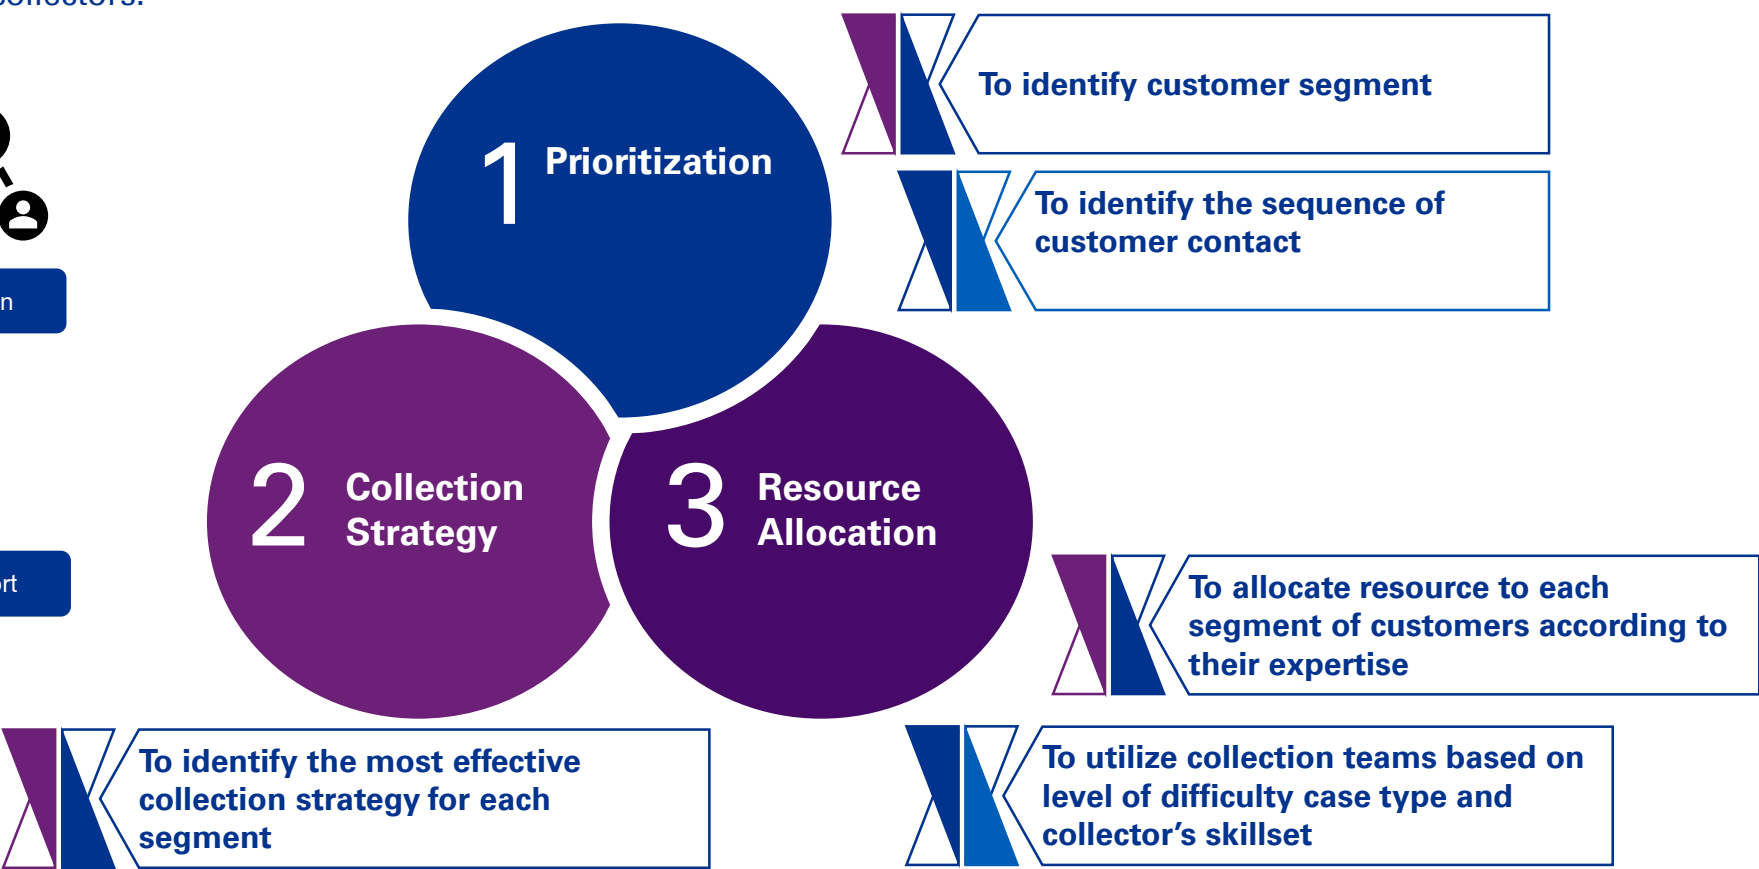 collectors.
1 Prioritization
To identify customer segment
To identify the sequence of
customer contact
2 Collection
Strategy
3 Resource
Allocation
To allocate resource to each
segment of customers according to
their expertise
To identify the most effective
collection strategy for each
segment
To utilize collection teams based on
level of difficulty case type and
collector’s skillset